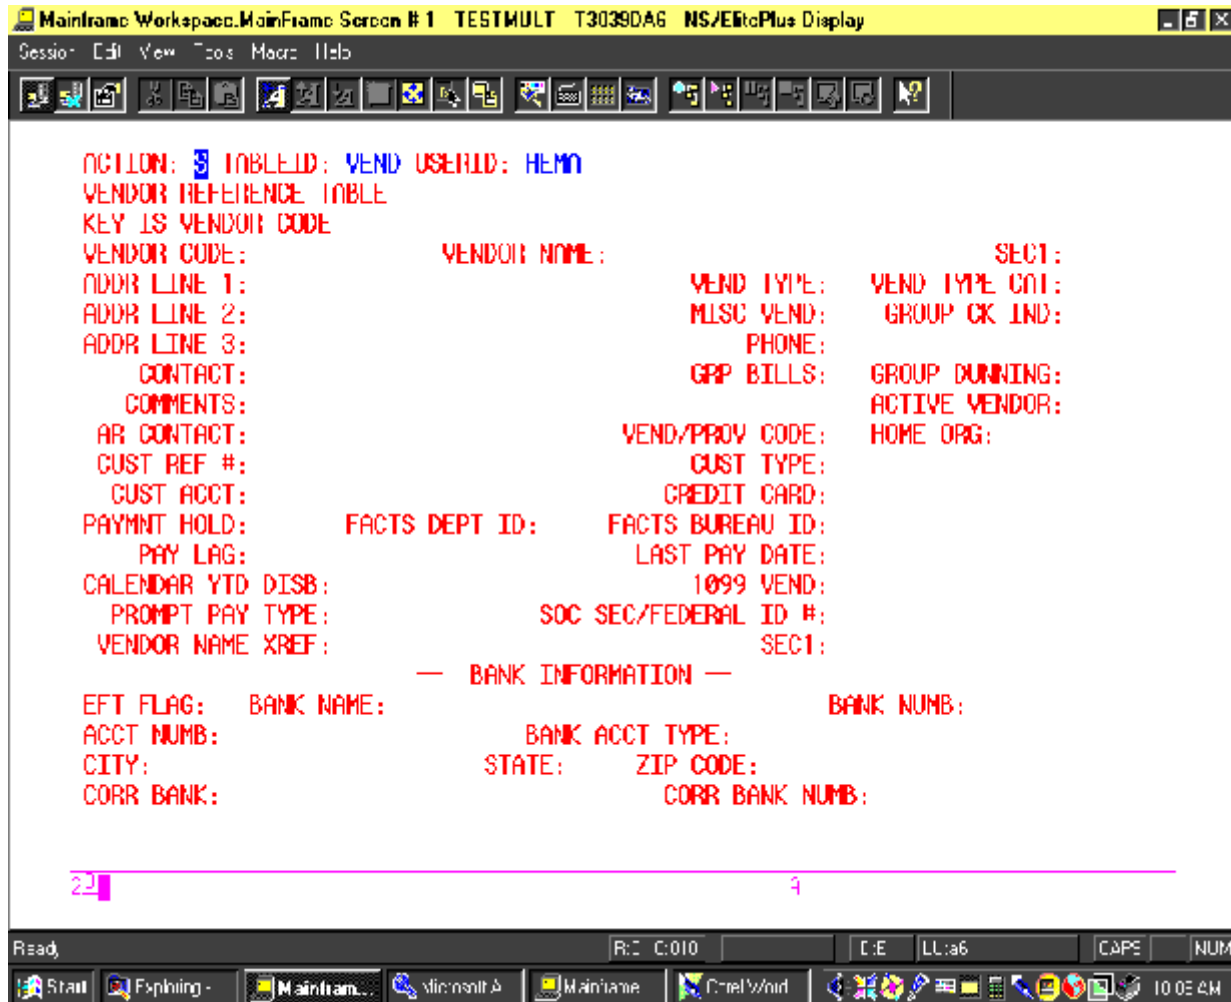 Mainframe Workspace.MainFrame Screen # 1 TESTMULT T3039DA6 NS/ElitePlus Display
Session Edit View Tools Macro Help
ACTION: S TABLEID: VEND USERID: HEMA
VENDOR REFERENCE TABLE
KEY IS VENDOR CODE
VENDOR CODE: VENDOR NAME: SEC1:
ADDR LINE 1: VEND TYPE: VEND TYPE CAT:
ADDR LINE 2: MISC VEND: GROUP CK IND:
ADDR LINE 3: PHONE:
CONTACT: GRP BILLS: GROUP DUNNING:
COMMENTS: ACTIVE VENDOR:
AR CONTACT: VEND/PROV CODE: HOME ORG:
CUST REF #: CUST TYPE:
CUST ACCT: CREDIT CARD:
PAYMNT HOLD: FACTS DEPT ID: FACTS BUREAU ID:
PAY LAG: LAST PAY DATE:
CALENDAR YTD DISB: 1099 VEND:
PROMPT PAY TYPE: SOC SEC/FEDERAL ID #:
VENDOR NAME XREF: SEC1:
— BANK INFORMATION —
EFT FLAG: BANK NAME: BANK NUMB:
ACCT NUMB: BANK ACCT TYPE:
CITY: STATE: ZIP CODE:
CORR BANK: CORR BANK NUMB:
A
Ready CAPS NUM
Start Exploring - Mainfram... Microsoft A Mainframe Corel Word